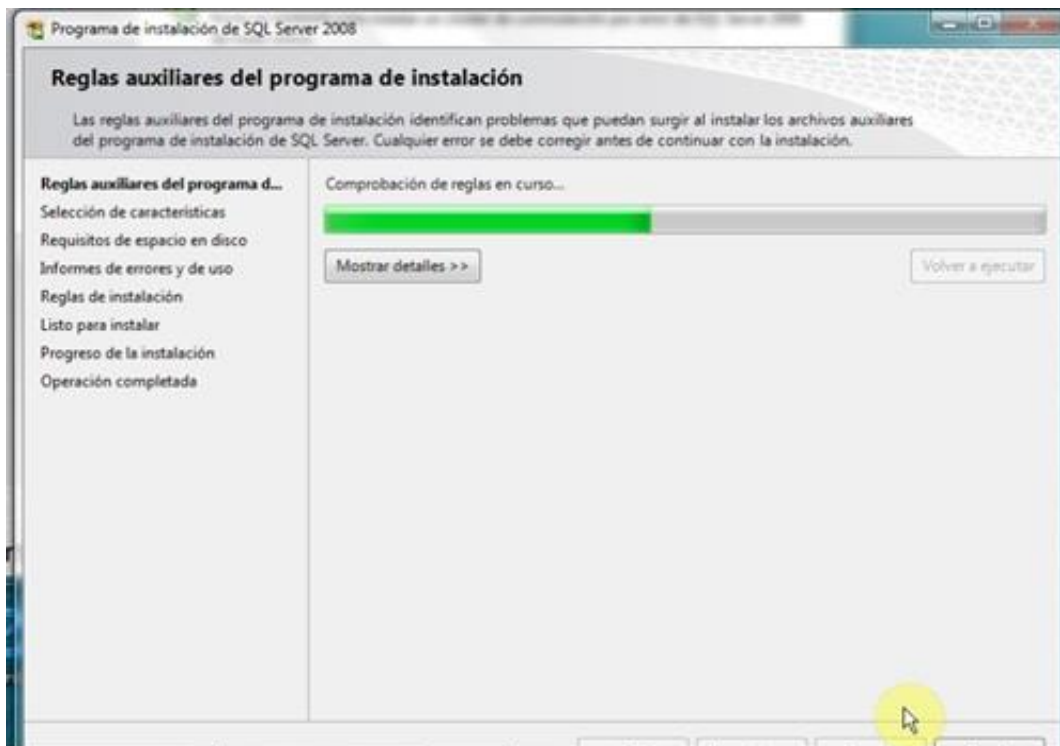 Programa de instalación de SQL Server 2008
Reglas auxiliares del programa de instalación
Las reglas auxiliares del programa de instalación identifican problemas que puedan surgir al instalar los archivos auxiliares
del programa de instalación de SQL Server. Cualquier error se debe corregir antes de continuar con la instalación.
Reglas auxiliares del programa d...
Selección de características
Requisitos de espacio en disco
Informes de errores y de uso
Reglas de instalación
Listo para instalar
Progreso de la instalación
Operación completada
Comprobación de reglas en curso...
Mostrar detalles >>
Volver a ejecutar